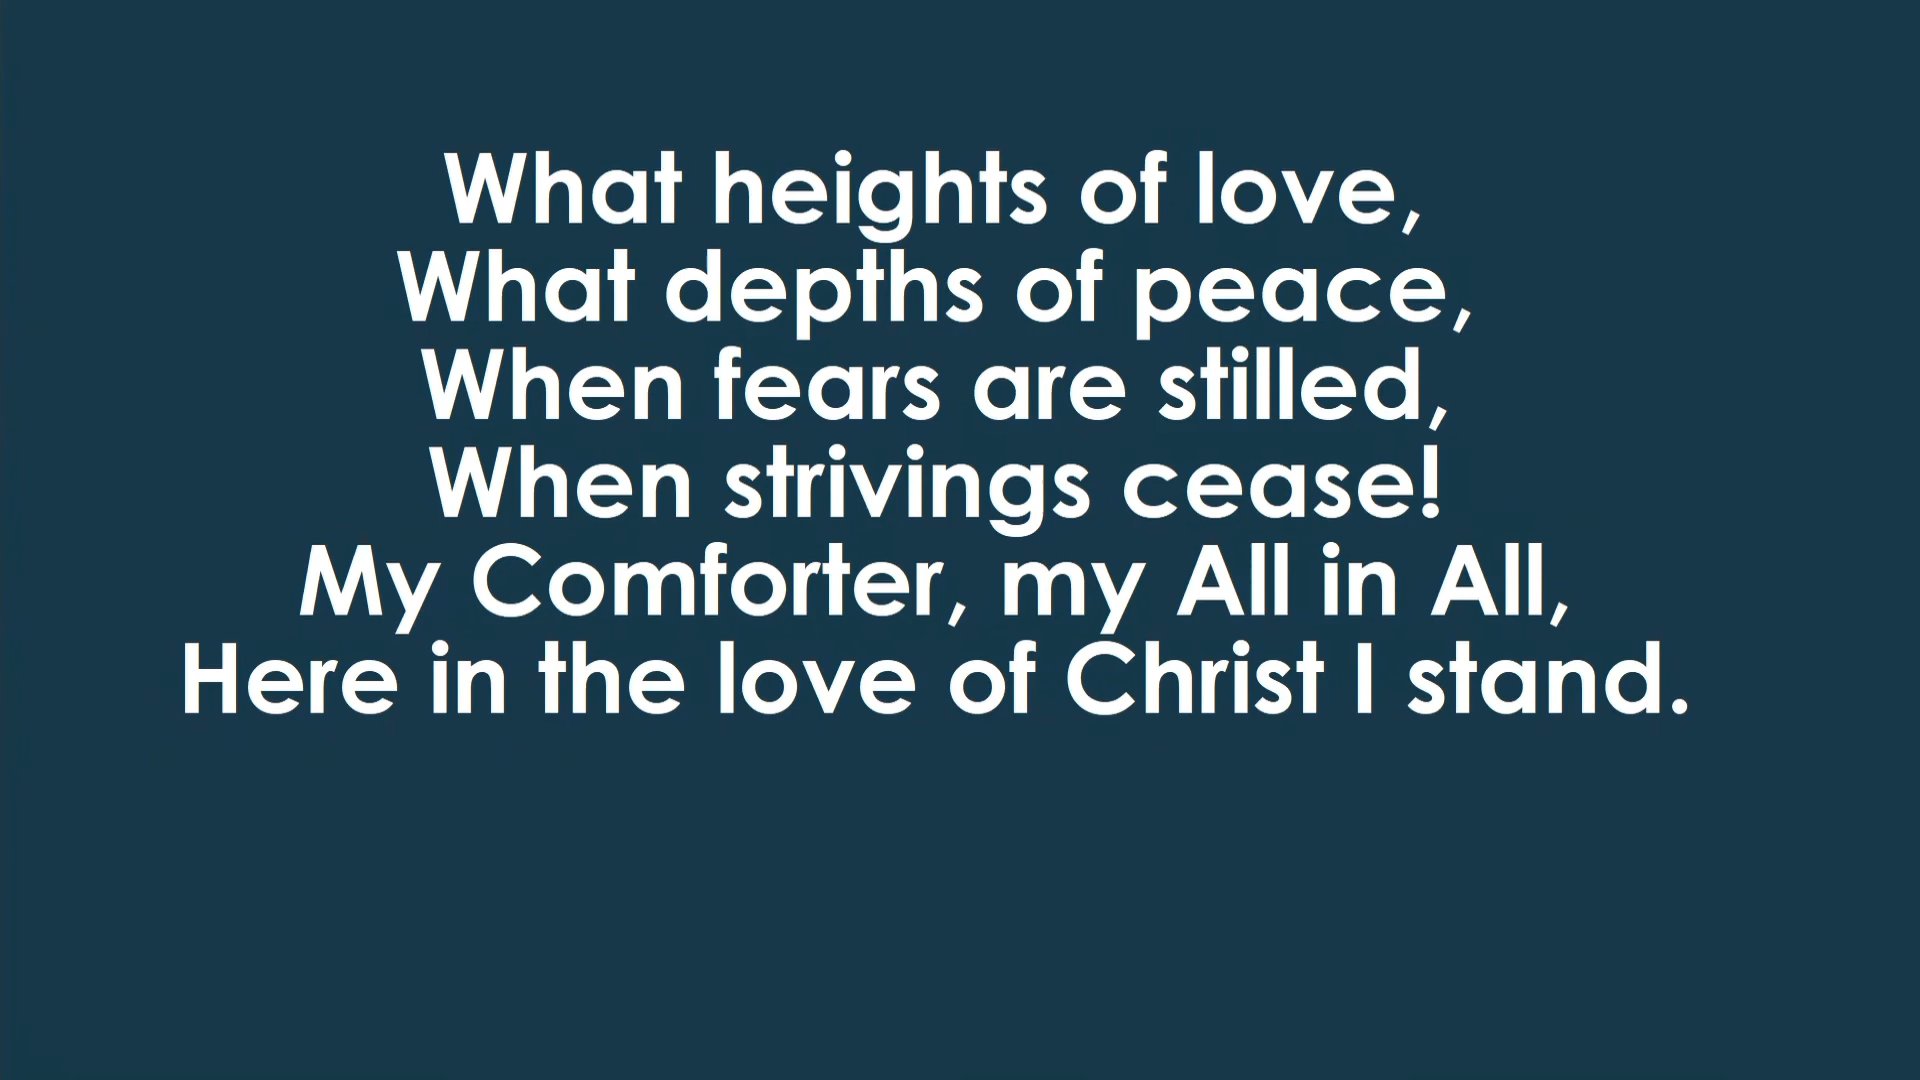 What heights of love,
What depths of peace,
When fears are stilled,
When strivings cease!
My Comforter, my All in All,
Here in the love of Christ I stand.